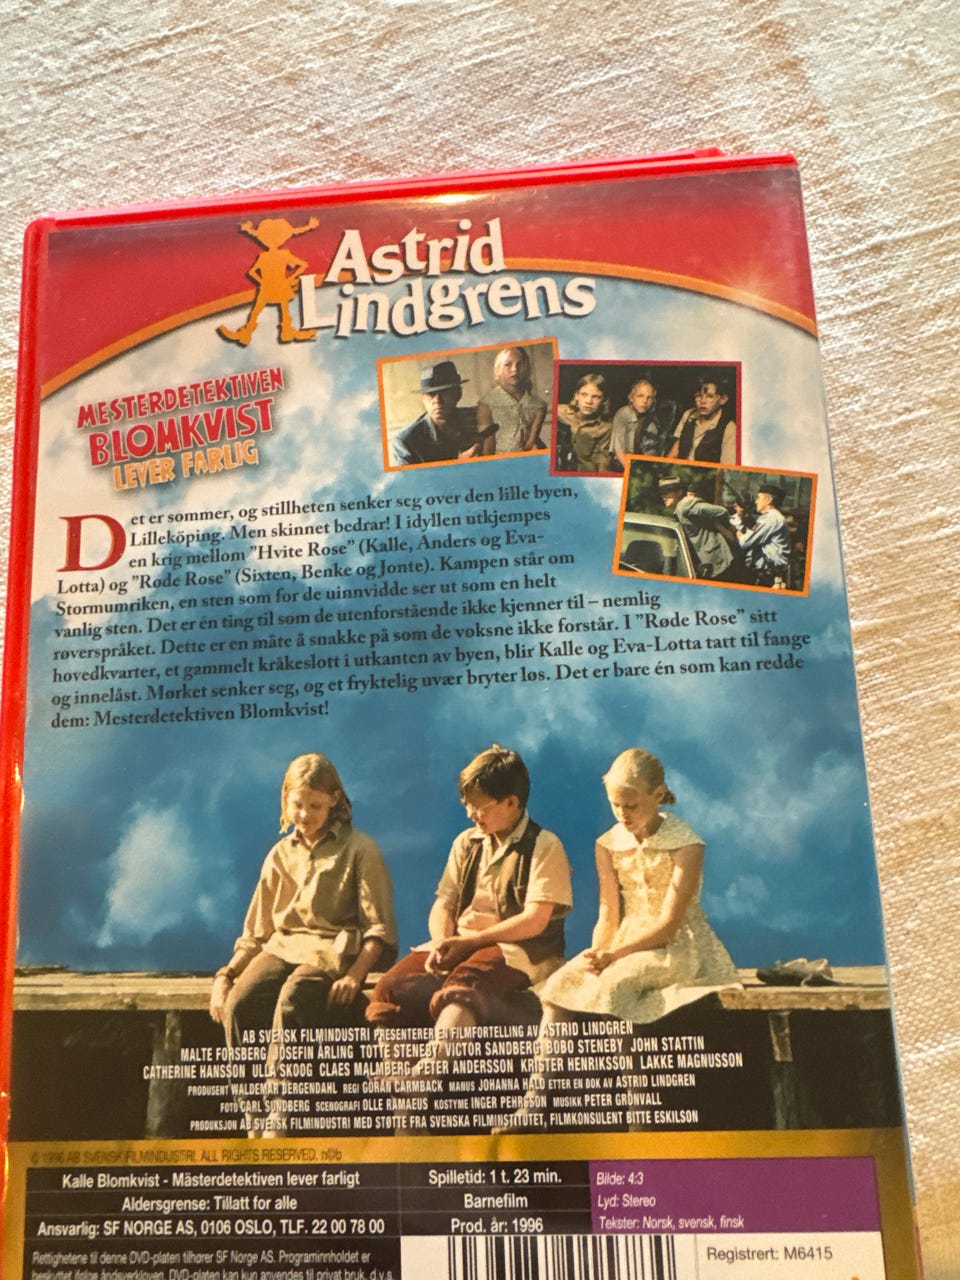 Astrid
Lindgrens
MESTERDETEKTIVEN
BLOMKVIST
LEVER FARLIG
Det er sommer, og stillheten senker seg over den lille byen,
Lilleköping. Men skinnet bedrar! I idyllen utkjempes
en krig mellom "Hvite Rose" (Kalle, Anders og Eva-
Lotta) og "Røde Rose" (Sixten, Benke og Jonte). Kampen står om
Stormumriken, en sten som for de uinnvidde ser ut som en helt
vanlig sten. Det er én ting til som de utenforstående ikke kjenner til – nemlig
røverspråket. Dette er en måte å snakke på som de voksne ikke forstår. I "Røde Rose" sitt
hovedkvarter, et gammelt kråkeslott i utkanten av byen, blir Kalle og Eva-Lotta tatt til fange
og innelåst. Mørket senker seg, og et fryktelig uvær bryter løs. Det er bare én som kan redde
dem: Mesterdetektiven Blomkvist!
AB SVENSK FILMINDUSTRI PRESENTERER EN FILMFORTELLING AV ASTRID LINDGREN
MALTE FORSBERG JOSEFIN ÅRLING TOTTE STENEBY VICTOR SANDBERG BOBO STENEBY JOHN STATTIN
CATHERINE HANSSON ULLA SKOOG CLAES MALMBERG PETER ANDERSSON KRISTER HENRIKSSON LAKKE MAGNUSSON
PRODUSENT WALDEMAR BERGENDAHL REGI GÖRAN CARMBACK MANUS JOHANNA HALD ETTER EN BOK AV ASTRID LINDGREN
FOTO CARL SUNDBERG SCENOGRAFI OLLE RAMAEUS KOSTYME INGER PEHRSSON MUSIKK PETER GRÖNVALL
PRODUKSJON AB SVENSK FILMINDUSTRI MED STØTTE FRA SVENSKA FILMINSTITUTET, FILMKONSULENT BITTE ESKILSON
© 1996 AB SVENSK FILMINDUSTRI. ALL RIGHTS RESERVED. n©b
Kalle Blomkvist - Mästerdetektiven lever farligt
Aldersgrense: Tillatt for alle
Ansvarlig: SF NORGE AS, 0106 OSLO, TLF. 22 00 78 00
Spilletid: 1 t. 23 min.
Barnefilm
Prod. år: 1996
Bilde: 4:3
Lyd: Stereo
Tekster: Norsk, svensk, finsk
Rettighetene til denne DVD-platen tilhører SF Norge AS. Programinnholdet er
beskyttet ifølge åndsverkloven. DVD-platen kan kun anvendes til privat bruk, d.v.s.
Registrert: M6415